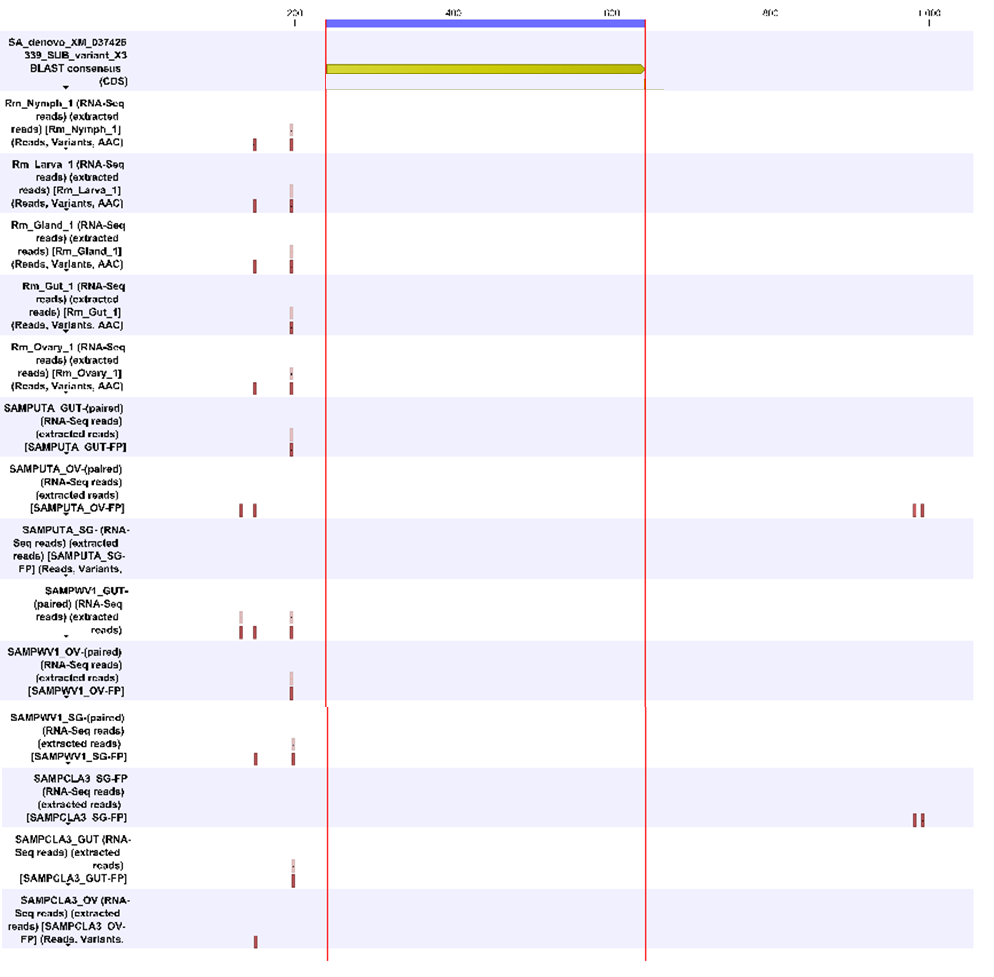 200 400 600 800 1 000
SA_denovo_XM_037426
339_SUB_variant_X3
BLAST consensus
(CDS)
Rm_Nymph_1 (RNA-Seq
reads) (extracted
reads) [Rm_Nymph_1]
(Reads, Variants, AAC)
Rm_Larva_1 (RNA-Seq
reads) (extracted
reads) [Rm_Larva_1]
(Reads, Variants, AAC)
Rm_Gland_1 (RNA-Seq
reads) (extracted
reads) [Rm_Gland_1]
(Reads, Variants, AAC)
Rm_Gut_1 (RNA-Seq
reads) (extracted
reads) [Rm_Gut_1]
(Reads, Variants, AAC)
Rm_Ovary_1 (RNA-Seq
reads) (extracted
reads) [Rm_Ovary_1]
(Reads, Variants, AAC)
SAMPUTA_GUT-(paired)
(RNA-Seq reads)
(extracted reads)
[SAMPUTA_GUT-FP]
SAMPUTA_OV-(paired)
(RNA-Seq reads)
(extracted reads)
[SAMPUTA_OV-FP]
SAMPUTA_SG- (RNA-
Seq reads) (extracted
reads) [SAMPUTA_SG-
FP] (Reads, Variants,
SAMPWV1_GUT-
(paired) (RNA-Seq
reads) (extracted
reads)
SAMPWV1_OV-(paired)
(RNA-Seq reads)
(extracted reads)
[SAMPWV1_OV-FP]
SAMPWV1_SG-(paired)
(RNA-Seq reads)
(extracted reads)
[SAMPWV1_SG-FP]
SAMPCLA3_SG-FP
(RNA-Seq reads)
(extracted reads)
[SAMPCLA3_SG-FP]
SAMPCLA3_GUT (RNA-
Seq reads) (extracted
reads)
[SAMPCLA3_GUT-FP]
SAMPCLA3_OV (RNA-
Seq reads) (extracted
reads) [SAMPCLA3_OV-
FP] (Reads, Variants,